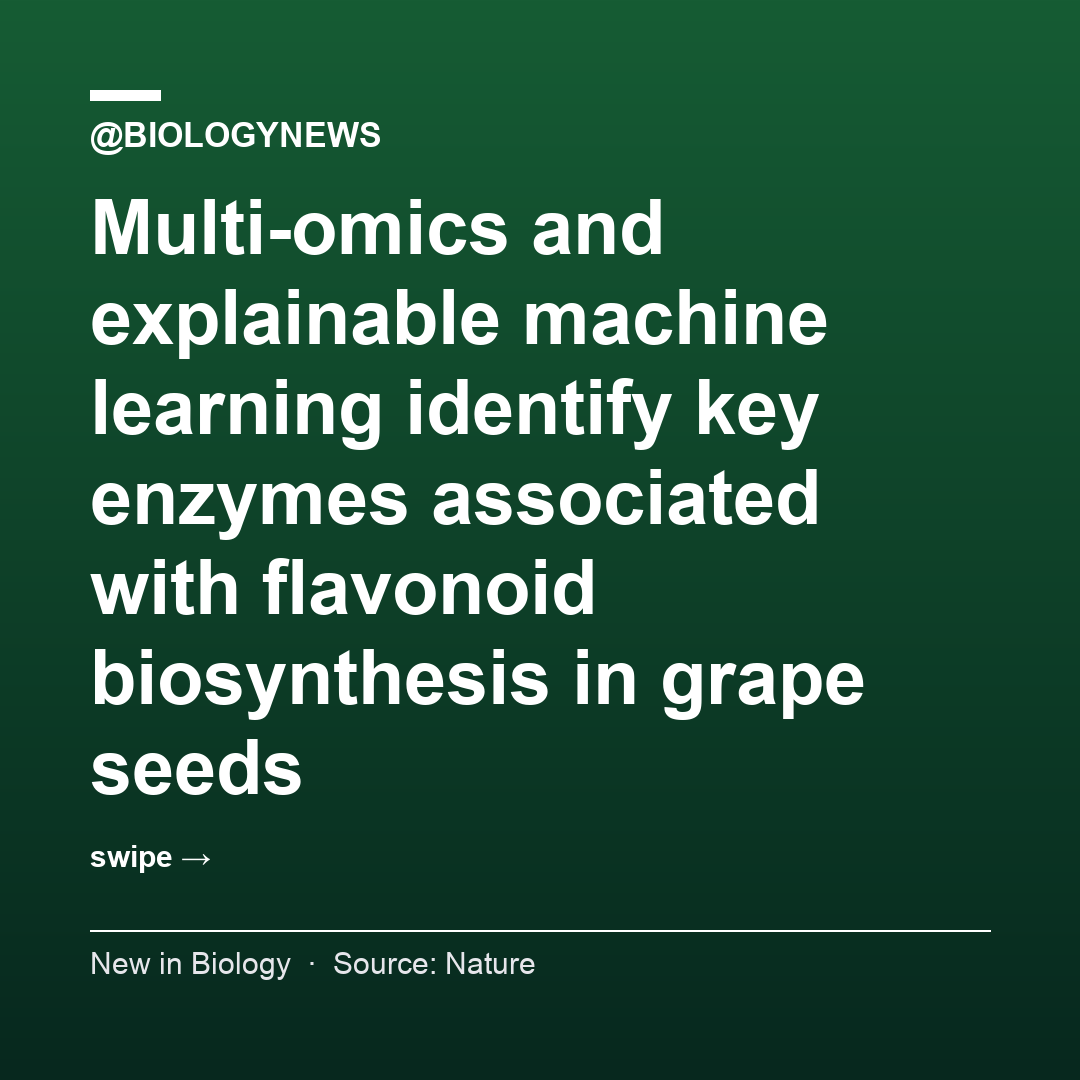 @BIOLOGYNEWS
Multi-omics and
explainable machine
learning identify key
enzymes associated
with flavonoid
biosynthesis in grape
seeds
swipe →
New in Biology · Source: Nature